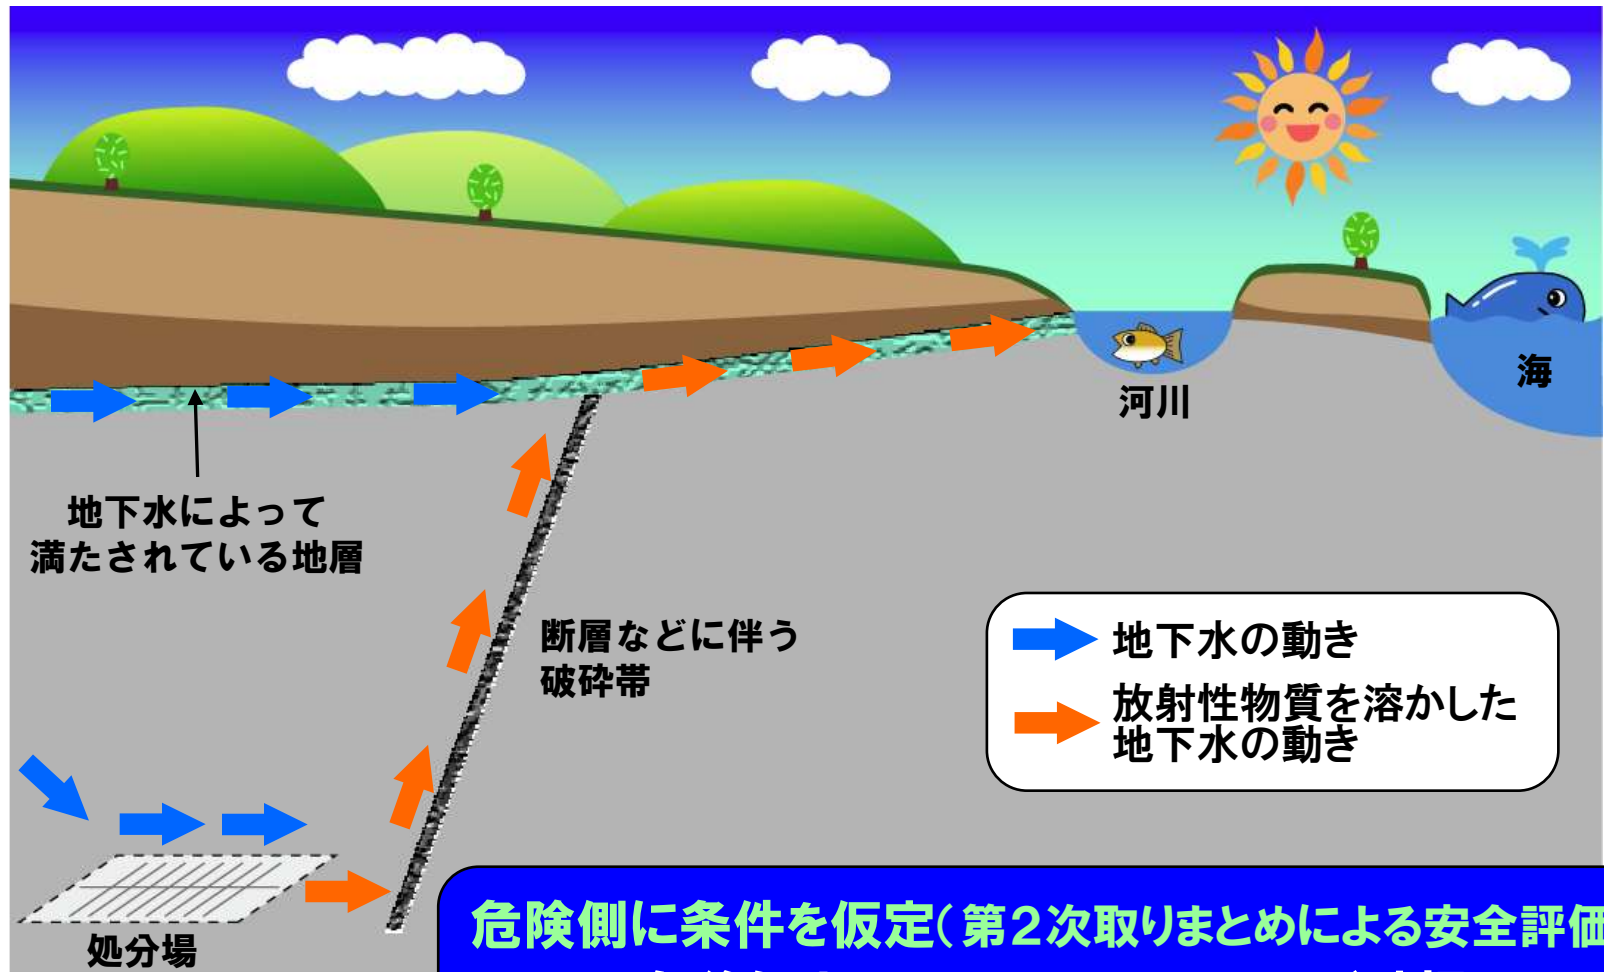 河川
海
地下水によって
満たされている地層
断層などに伴う
破砕帯
地下水の動き
放射性物質を溶かした
地下水の動き
処分場
危険側に条件を仮定(第2次取りまとめによる安全評価